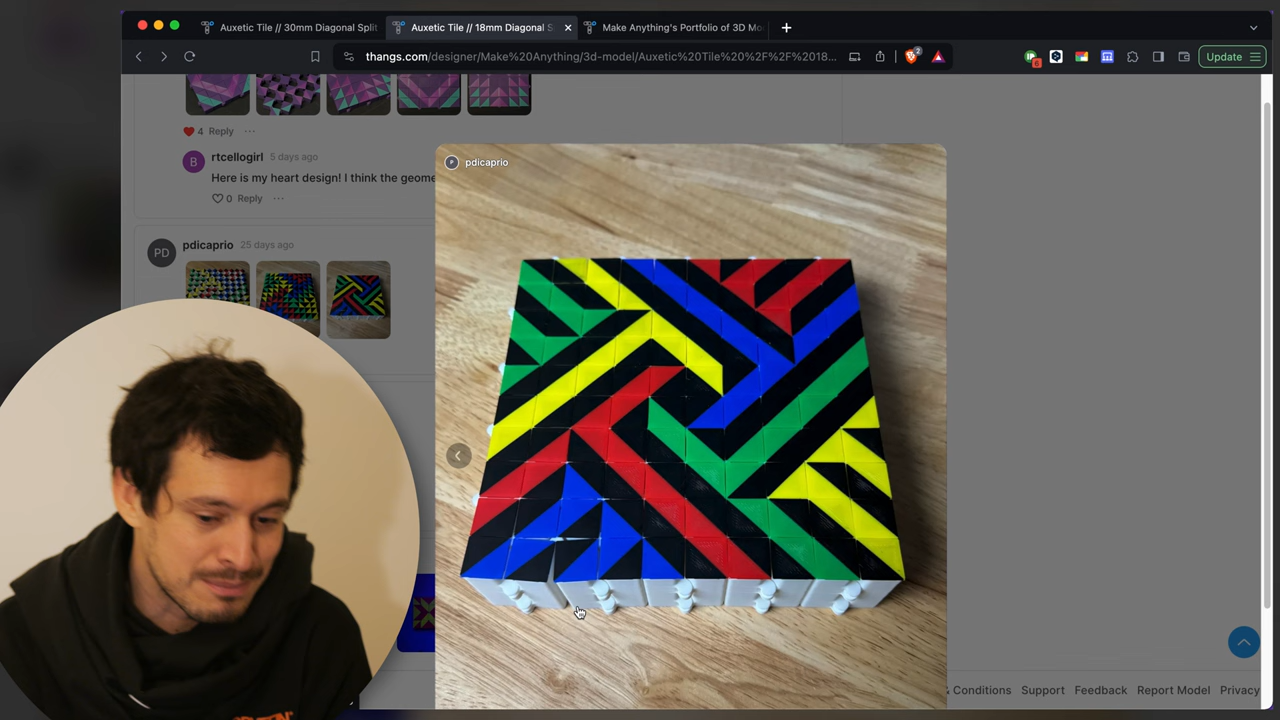 Auxetic Tile // 30mm Diagonal Split
Auxetic Tile // 18mm Diagonal S
Make Anything's Portfolio of 3D Mo
thangs.com/designer/Make%20Anything/3d-model/Auxetic%20Tile%20%2F%2F%2018...
2
6
Update
4 Reply
B
rtcellogirl 5 days ago
Here is my heart design! I think the geome
0 Reply
PD
pdicaprio 25 days ago
P
pdicaprio
& Conditions Support Feedback Report Model Privacy